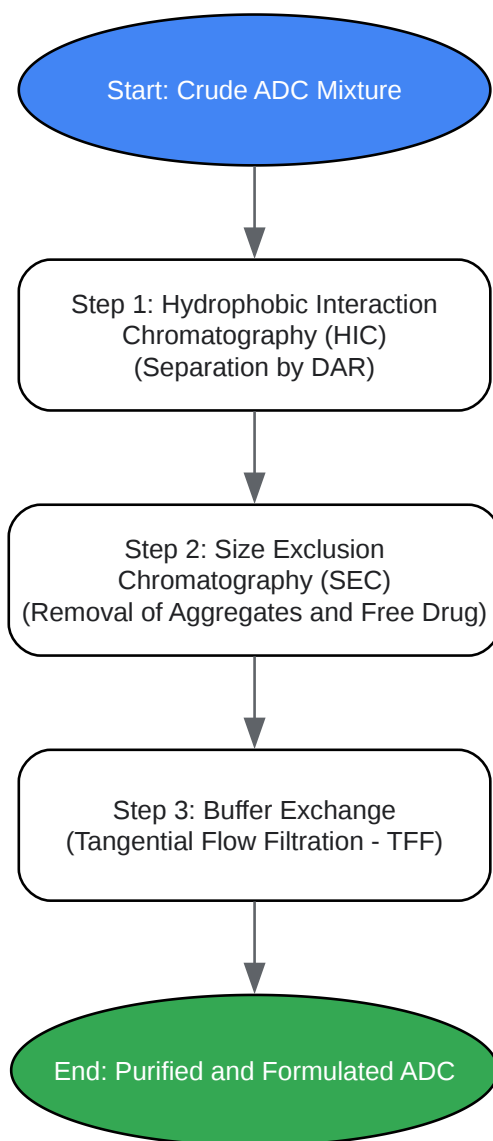 Start: Crude ADC Mixture
Step 1: Hydrophobic Interaction
Chromatography (HIC)
(Separation by DAR)
Step 2: Size Exclusion
Chromatography (SEC)
(Removal of Aggregates and Free Drug)
Step 3: Buffer Exchange
(Tangential Flow Filtration - TFF)
End: Purified and Formulated ADC